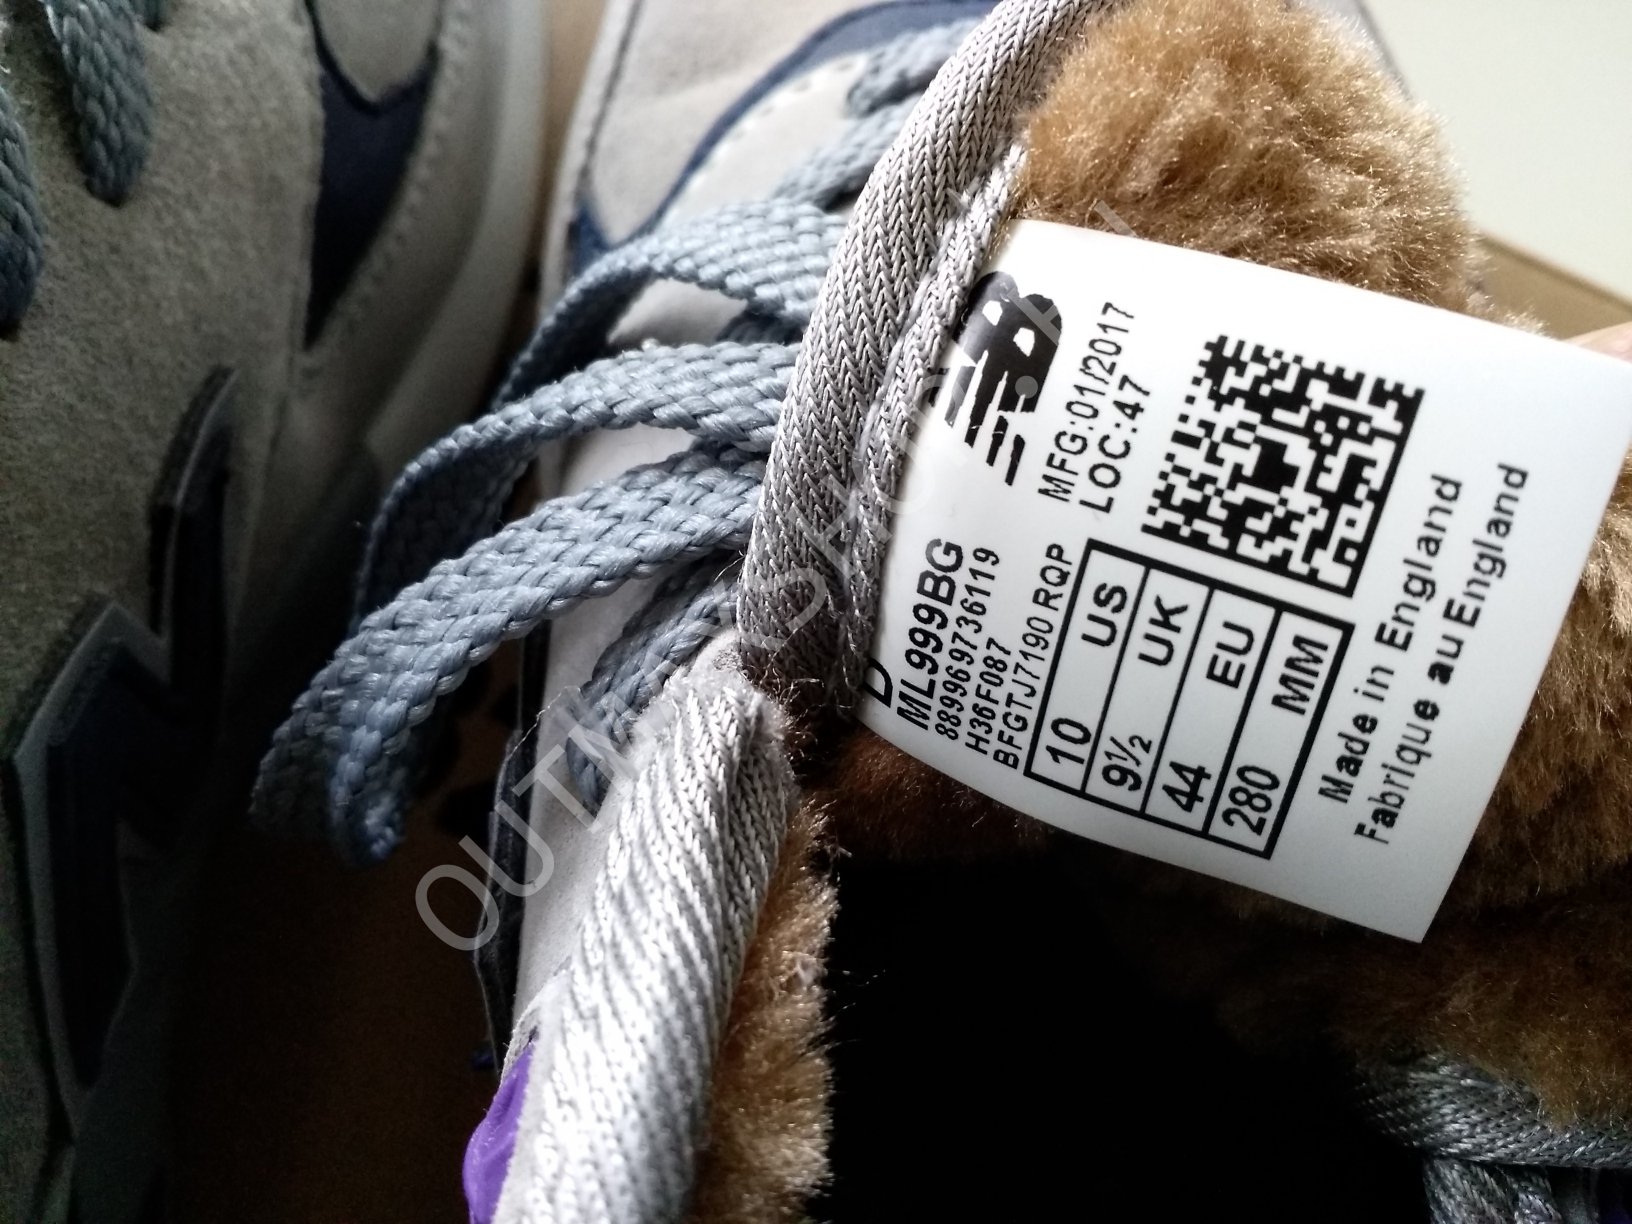 NB
MFG:01/2017
LOC:47
D
ML999BG
889969736119
H36F087
BFGTJ7190 RQP
10 US
9½ UK
44 EU
280 MM
Made in England
Fabrique au England